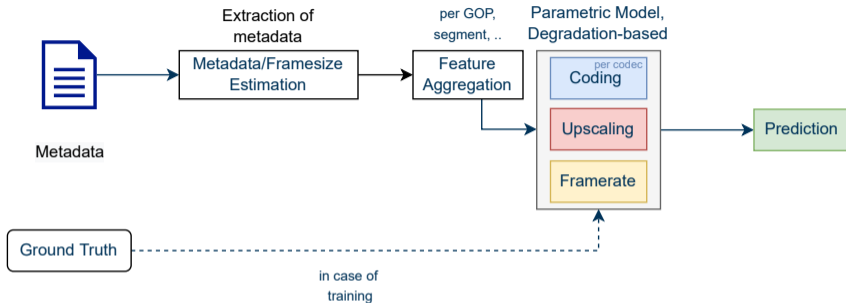 Extraction of
metadata
per GOP,
segment, ..
Parametric Model,
Degradation-based
Metadata/Framesize
Estimation
Feature
Aggregation
per codec
Coding
Upscaling
Framerate
Prediction
Metadata
Ground Truth
in case of
training